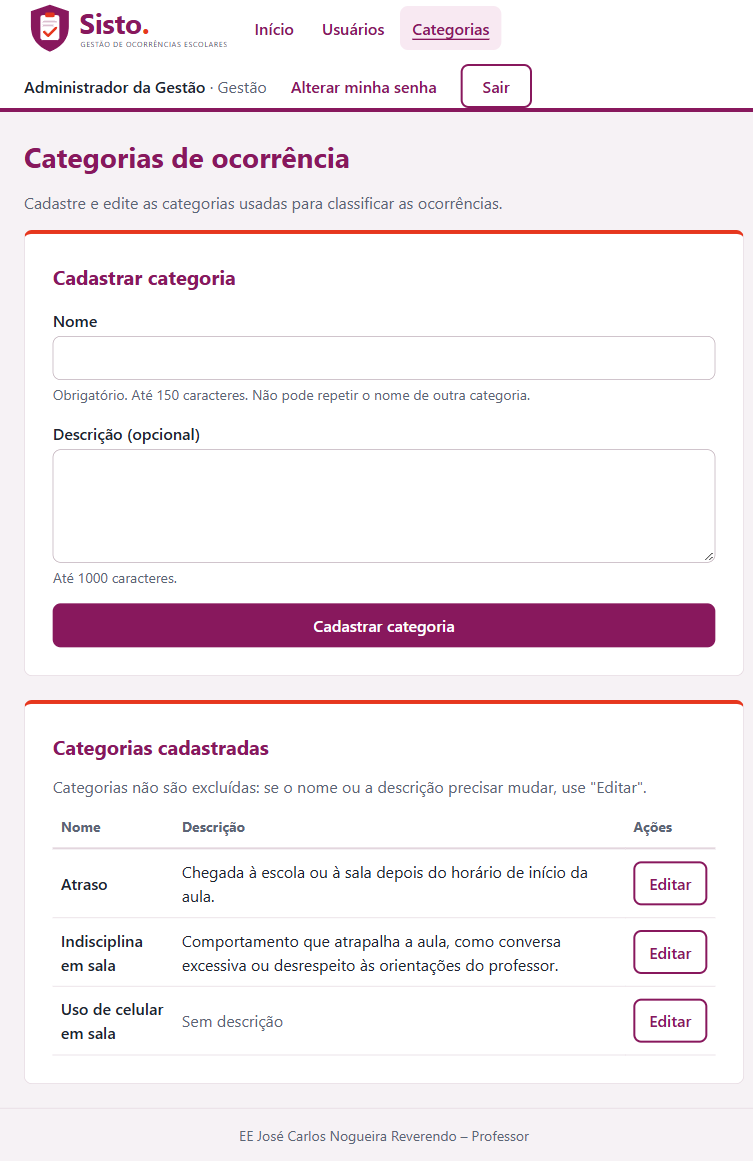 Sisto.
GESTÃO DE OCORRÊNCIAS ESCOLARES
Início
Usuários
Categorias
Administrador da Gestão · Gestão
Alterar minha senha
Sair
Categorias de ocorrência
Cadastre e edite as categorias usadas para classificar as ocorrências.
Cadastrar categoria
Nome
Obrigatório. Até 150 caracteres. Não pode repetir o nome de outra categoria.
Descrição (opcional)
Até 1000 caracteres.
Cadastrar categoria
Categorias cadastradas
Categorias não são excluídas: se o nome ou a descrição precisar mudar, use "Editar".
Nome
Descrição
Ações
Atraso
Chegada à escola ou à sala depois do horário de início da
aula.
Editar
Indisciplina
em sala
Comportamento que atrapalha a aula, como conversa
excessiva ou desrespeito às orientações do professor.
Editar
Uso de celular
em sala
Sem descrição
Editar
EE José Carlos Nogueira Reverendo – Professor